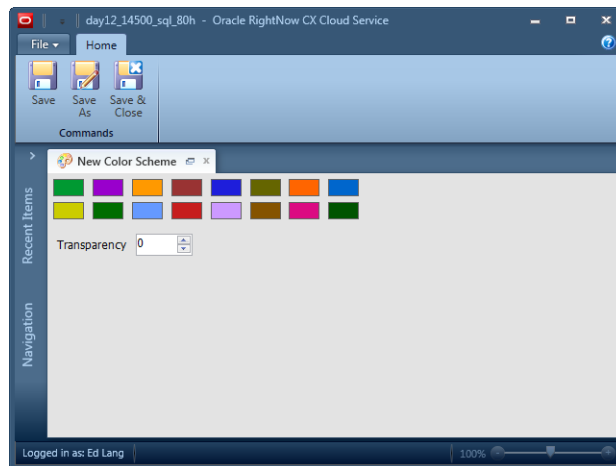 day12_14500_sql_80h - Oracle RightNow CX Cloud Service
File Home
Save Save As Save & Close
Commands
New Color Scheme
Recent Items
Transparency 0
Navigation
Logged in as: Ed Lang 100%